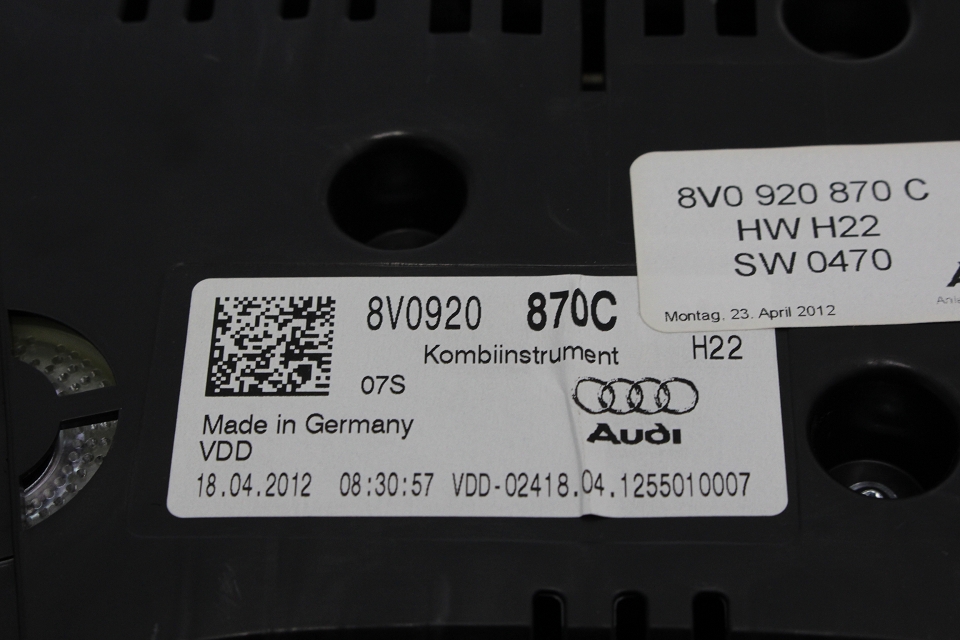 8V0 920 870 C
HW H22
SW 0470
Montag, 23. April 2012
8V0920 870C
Kombiinstrument H22
07S
Audi
Made in Germany
VDD
18.04.2012 08:30:57 VDD-02418.04.1255010007